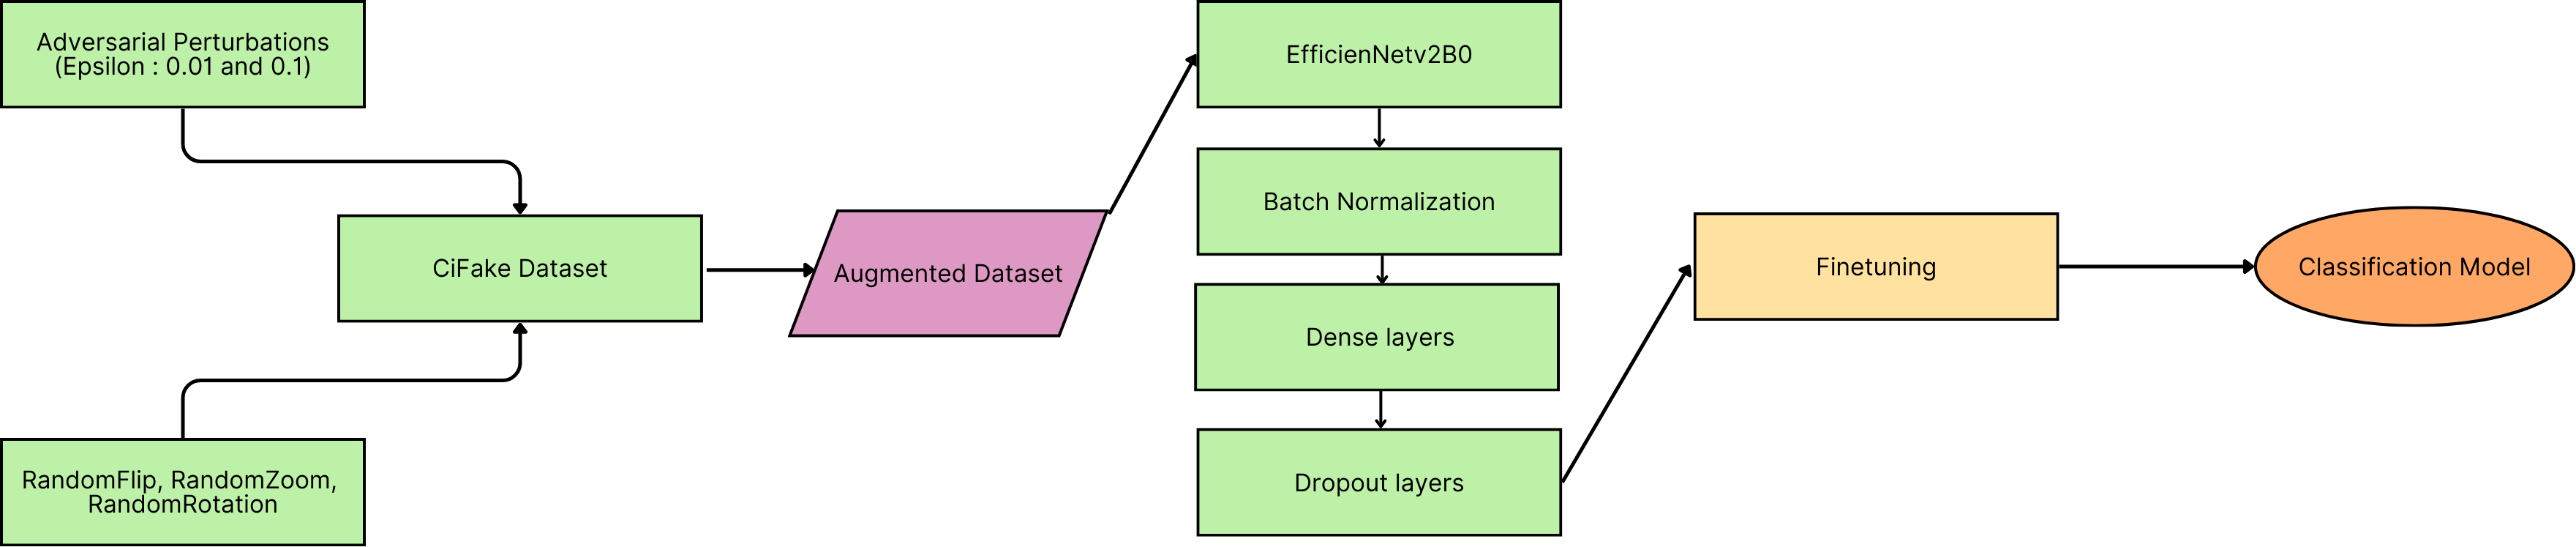 Adversarial Perturbations
(Epsilon : 0.01 and 0.1)
RandomFlip, RandomZoom,
RandomRotation
CiFake Dataset
Augmented Dataset
EfficienNetv2B0
Batch Normalization
Dense layers
Dropout layers
Finetuning
Classification Model